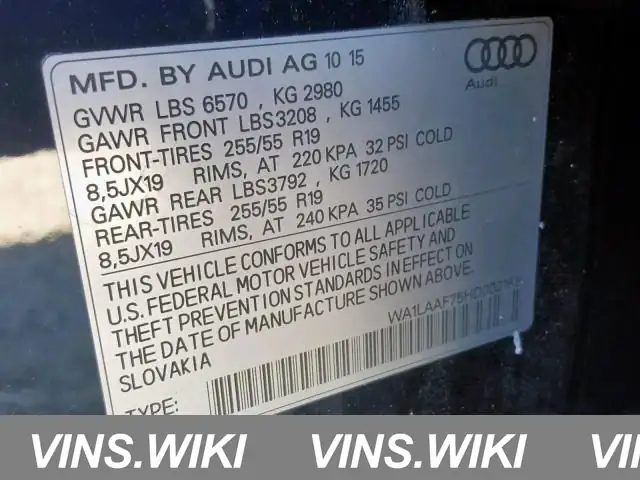 MFD. BY AUDI AG 10 15
Audi
GVWR LBS 6570 , KG 2980
GAWR FRONT LBS3208 , KG 1455
FRONT-TIRES 255/55 R19
8,5JX19 RIMS, AT 220 KPA 32 PSI COLD
GAWR REAR LBS3792 , KG 1720
REAR-TIRES 255/55 R19
8,5JX19 RIMS, AT 240 KPA 35 PSI COLD
THIS VEHICLE CONFORMS TO ALL APPLICABLE
U.S. FEDERAL MOTOR VEHICLE SAFETY AND
THEFT PREVENTION STANDARDS IN EFFECT ON
THE DATE OF MANUFACTURE SHOWN ABOVE.
SLOVAKIA
TYPE:
VINS.WIKI VINS.WIKI VIN